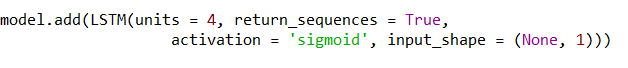 model.add(LSTM(units = 4, return_sequences = True,
activation = 'sigmoid', input_shape = (None, 1)))